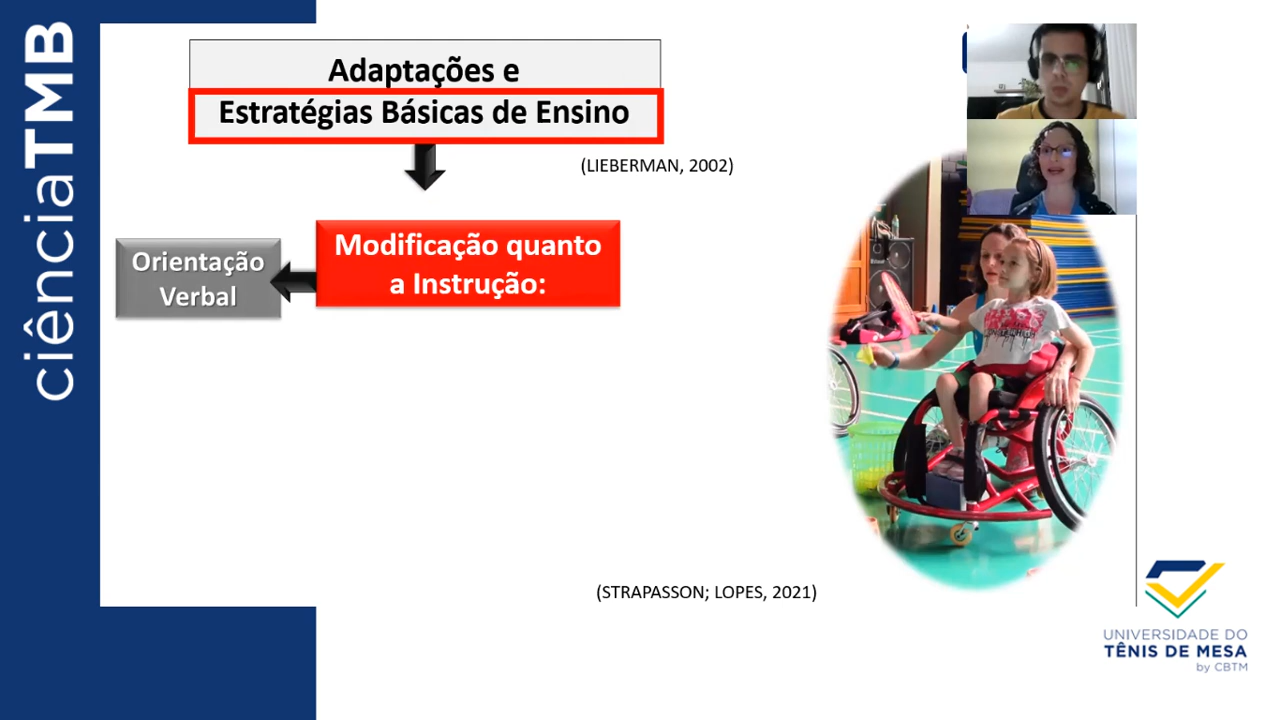 ciênciaTMB
Adaptações e
Estratégias Básicas de Ensino
(LIEBERMAN, 2002)
Orientação
Verbal
Modificação quanto
a Instrução:
(STRAPASSON; LOPES, 2021)
UNIVERSIDADE DO
TÊNIS DE MESA
by CBTM